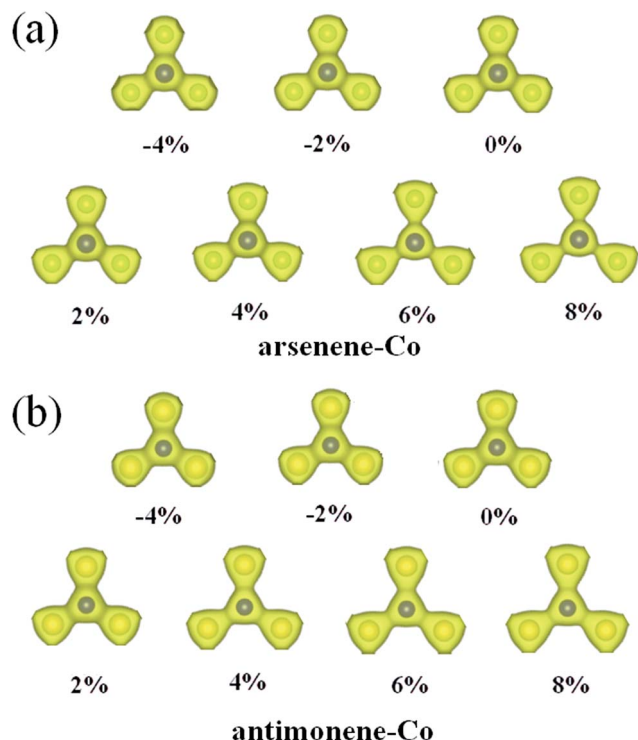 (a)
-4% -2% 0%
2% 4% 6% 8%
arsenene-Co
(b)
-4% -2% 0%
2% 4% 6% 8%
antimonene-Co